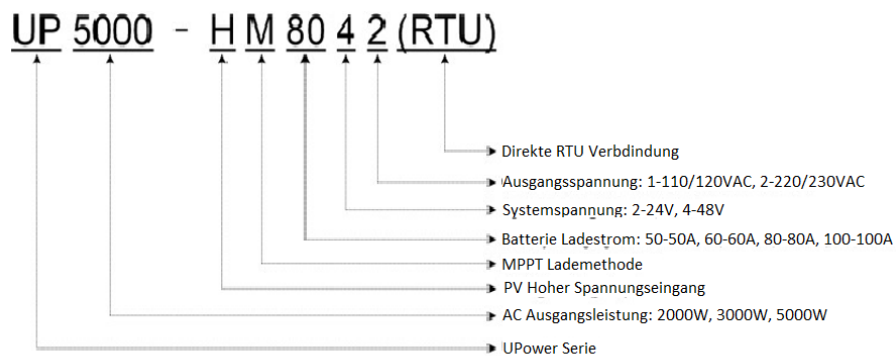 UP 5000 - H M 80 4 2 (RTU)
Direkte RTU Verbdindung
Ausgangsspannung: 1-110/120VAC, 2-220/230VAC
Systemspannung: 2-24V, 4-48V
Batterie Ladestrom: 50-50A, 60-60A, 80-80A, 100-100A
MPPT Lademethode
PV Hoher Spannungseingang
AC Ausgangsleistung: 2000W, 3000W, 5000W
UPower Serie